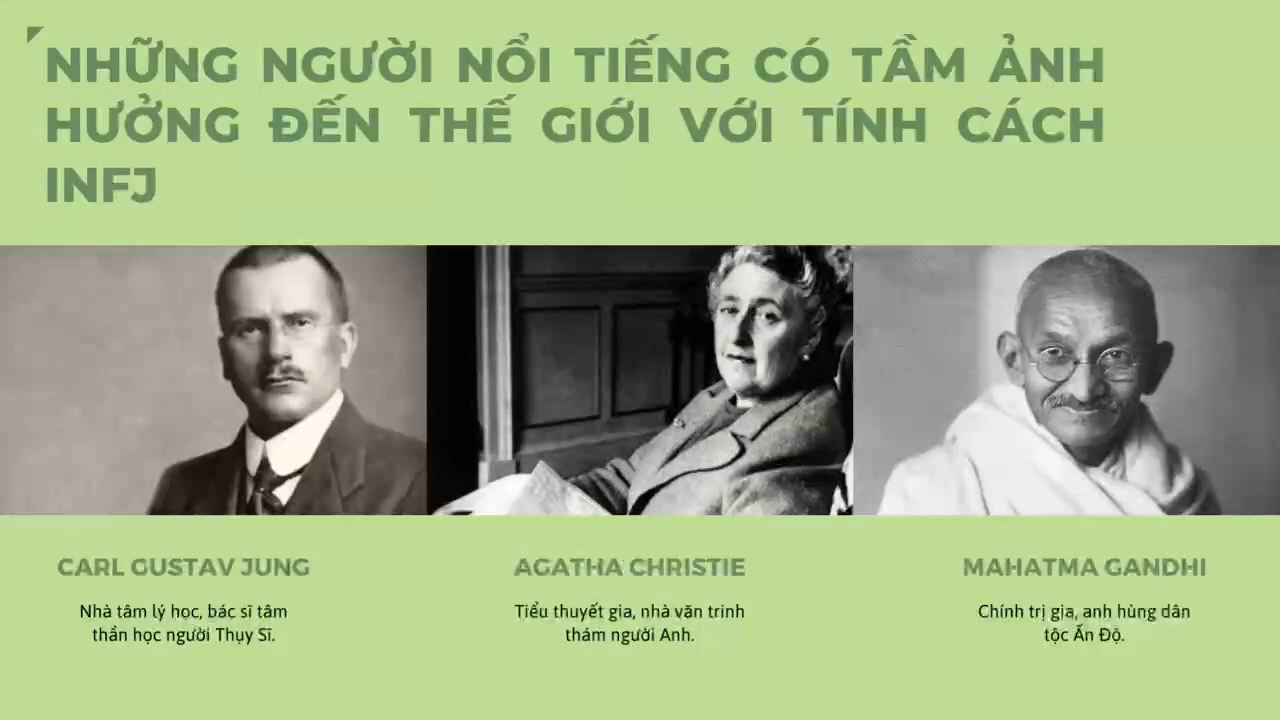 NHỮNG NGƯỜI NỔI TIẾNG CÓ TẦM ẢNH
HƯỞNG ĐẾN THẾ GIỚI VỚI TÍNH CÁCH
INFJ
CARL GUSTAV JUNG
Nhà tâm lý học, bác sĩ tâm
thần học người Thụy Sĩ.
AGATHA CHRISTIE
Tiểu thuyết gia, nhà văn trinh
thám người Anh.
MAHATMA GANDHI
Chính trị gia, anh hùng dân
tộc Ấn Độ.